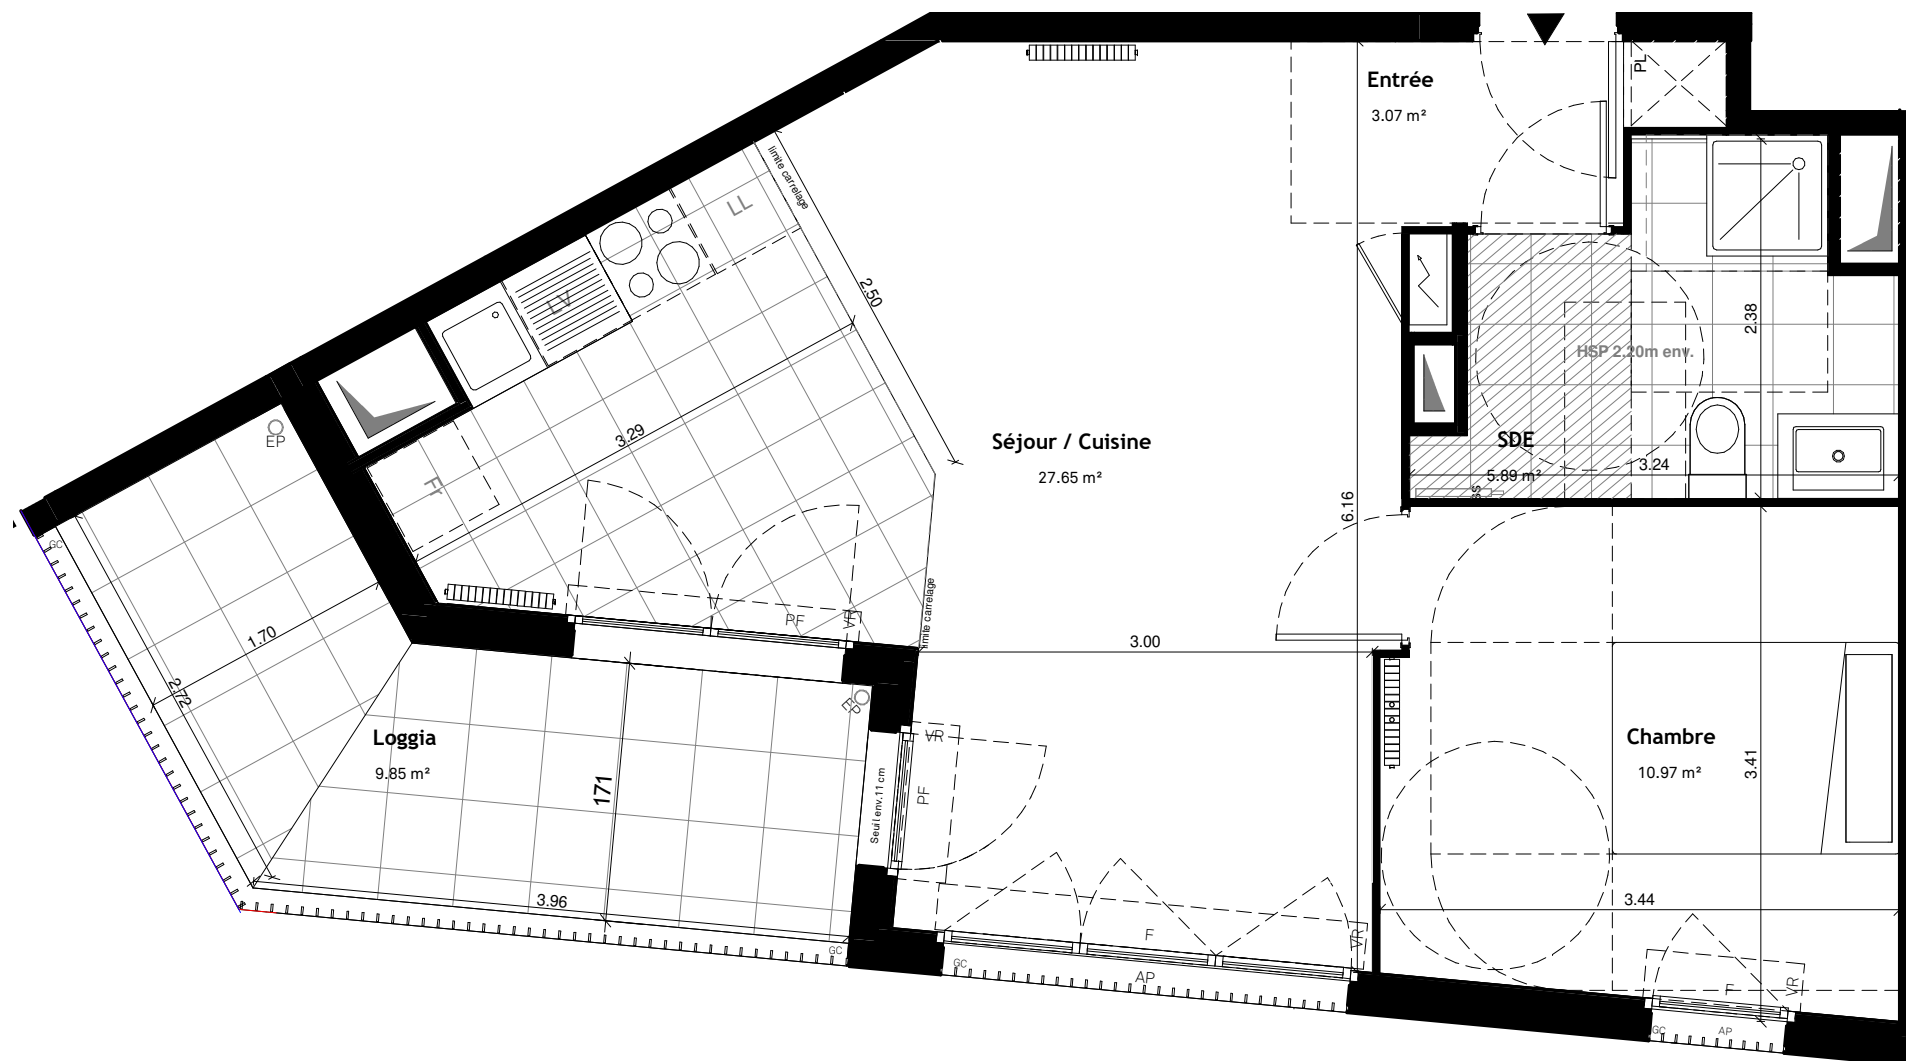 Entrée
3.07 m²
PL
limite carrelage
LL
LV
2.50
2.38
HSP 2.20m env.
3.29
EP
Fr
Séjour / Cuisine
27.65 m²
SDE
5.89 m²
3.24
SS
6.16
GC
limite carrelage
PF
VR
1.70
3.00
2.72
EP
Loggia
9.85 m²
171
VR
PF
Seuil env.11 cm
Chambre
10.97 m²
3.41
3.96
3.44
GC
GC
F
VR
AP
F
VR
GC
AP